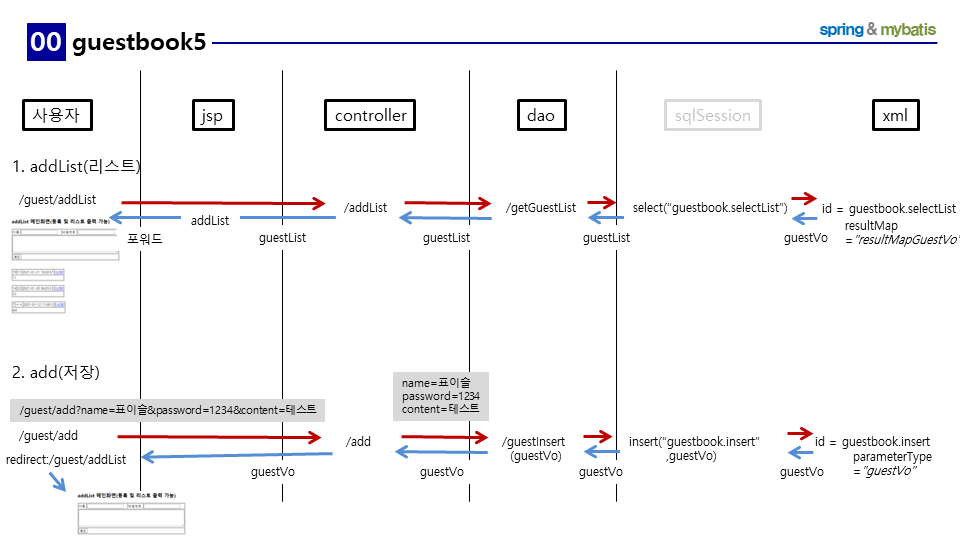 00 guestbook5
spring & mybatis
사용자
jsp
controller
dao
sqlSession
xml
1. addList(리스트)
/guest/addList
/addList
/getGuestList
select("guestbook.selectList")
id = guestbook.selectList
resultMap
="resultMapGuestVo"
addList
포워드
guestList
guestList
guestList
guestVo
addList 메인화면(등록 및 리스트 출력 가능)
2. add(저장)
name=표이슬
password=1234
content=테스트
/guest/add?name=표이슬&password=1234&content=테스트
/guest/add
/add
/guestInsert
(guestVo)
insert("guestbook.insert"
,guestVo)
id = guestbook.insert
parameterType
="guestVo"
redirect:/guest/addList
guestVo
guestVo
guestVo
guestVo
addList 메인화면(등록 및 리스트 출력 가능)